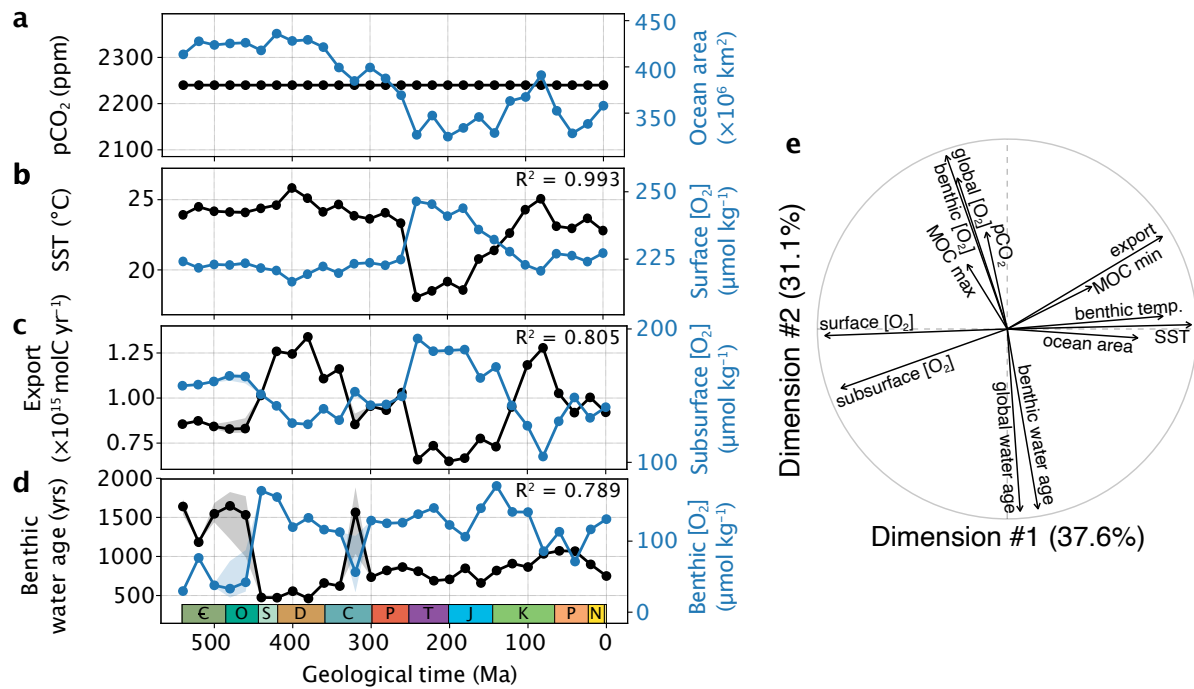 a
pCO₂ (ppm)
2300
2200
2100
450
400
350
Ocean area
(×10⁶ km²)
b
SST (°C)
25
20
R² = 0.993
250
225
Surface [O₂]
(μmol kg⁻¹)
c
Export
(×10¹⁵ molC yr⁻¹)
1.25
1.00
0.75
R² = 0.805
200
100
Subsurface [O₂]
(μmol kg⁻¹)
d
Benthic
water age (yrs)
2000
1500
1000
500
R² = 0.789
100
0
Benthic [O₂]
(μmol kg⁻¹)
Ꞓ O S D C P T J K P N
500 400 300 200 100 0
Geological time (Ma)
e
global [O₂]
benthic [O₂]
MOC max
pCO₂
export
MOC min
benthic temp.
SST
ocean area
surface [O₂]
subsurface [O₂]
global water age
benthic water age
Dimension #2 (31.1%)
Dimension #1 (37.6%)